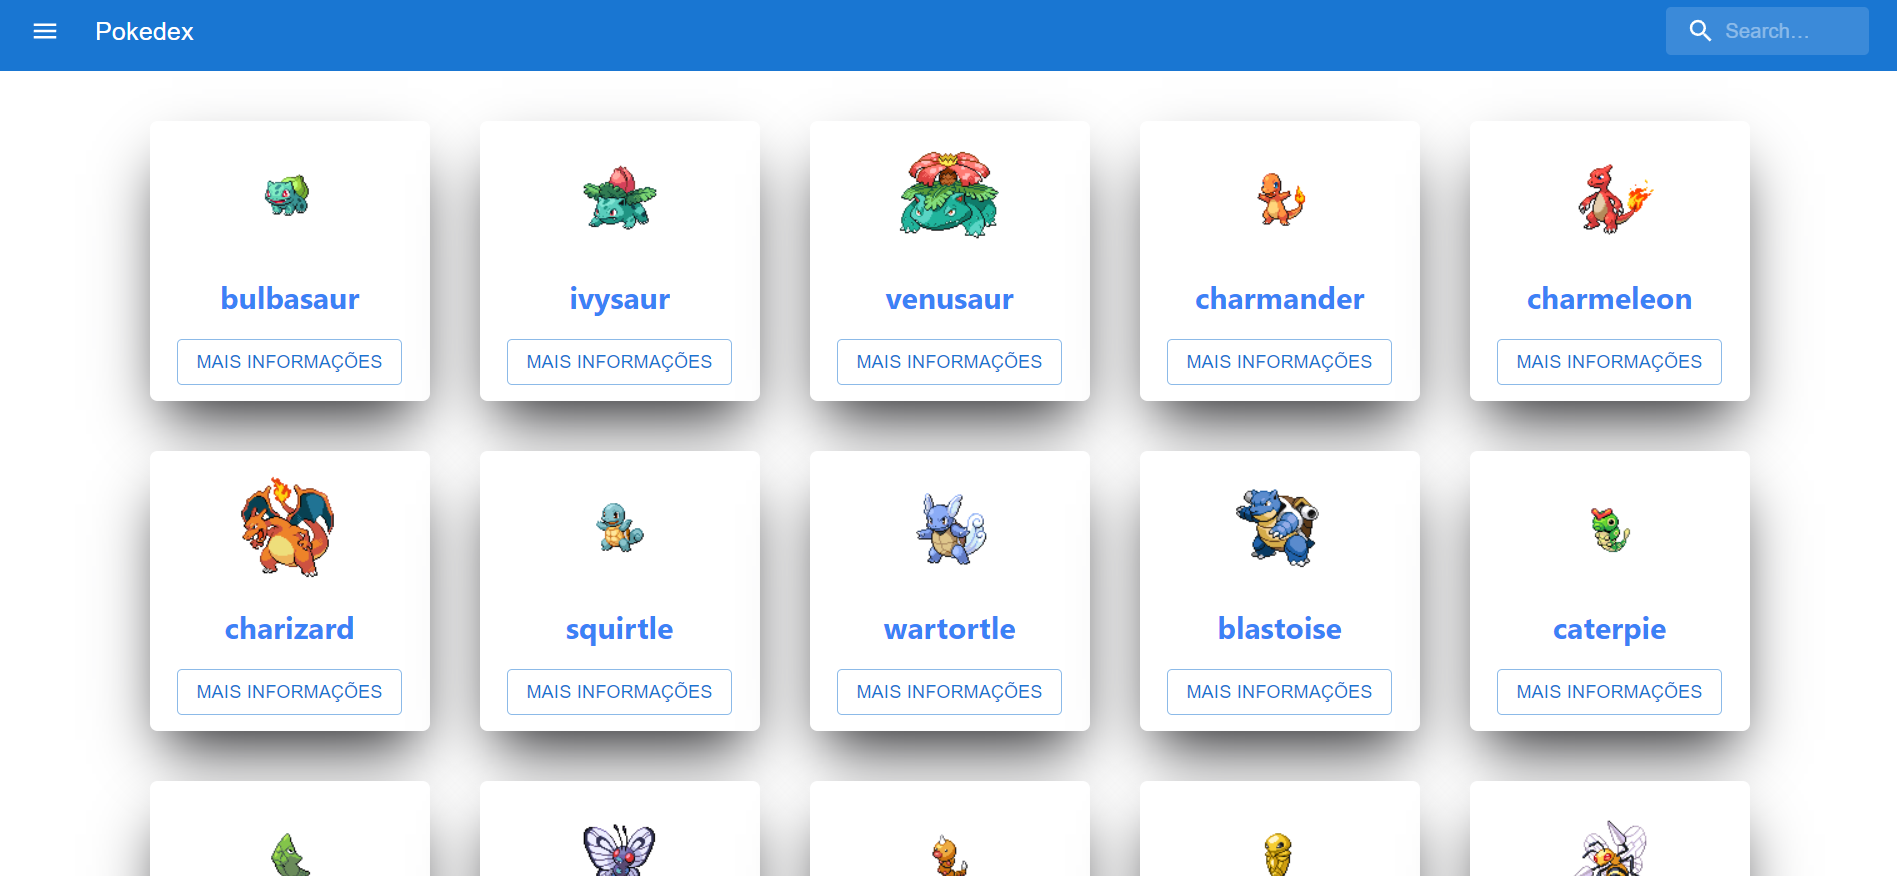 Pokedex
Search...
bulbasaur
ivysaur
venusaur
charmander
charmeleon
MAIS INFORMAÇÕES
MAIS INFORMAÇÕES
MAIS INFORMAÇÕES
MAIS INFORMAÇÕES
MAIS INFORMAÇÕES
charizard
squirtle
wartortle
blastoise
caterpie
MAIS INFORMAÇÕES
MAIS INFORMAÇÕES
MAIS INFORMAÇÕES
MAIS INFORMAÇÕES
MAIS INFORMAÇÕES